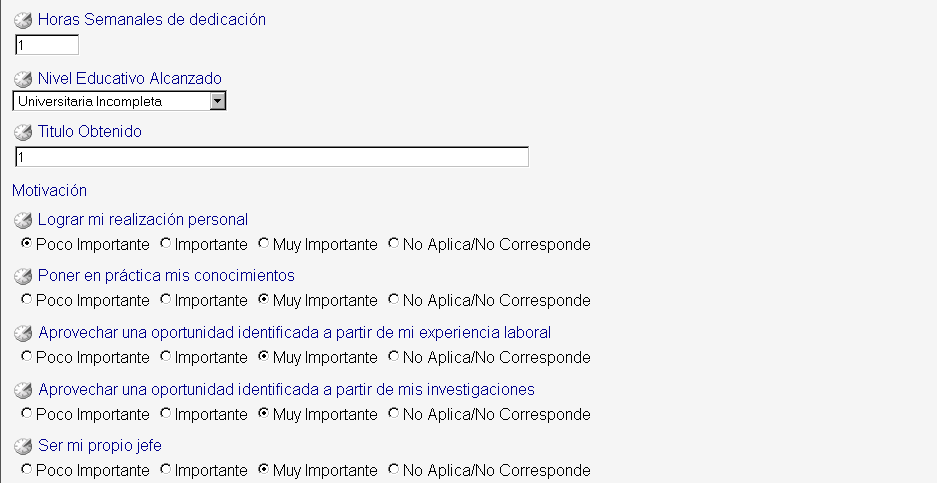 Horas Semanales de dedicación
1
Nivel Educativo Alcanzado
Universitaria Incompleta
Titulo Obtenido
1
Motivación
Lograr mi realización personal
Poco Importante Importante Muy Importante No Aplica/No Corresponde
Poner en práctica mis conocimientos
Poco Importante Importante Muy Importante No Aplica/No Corresponde
Aprovechar una oportunidad identificada a partir de mi experiencia laboral
Poco Importante Importante Muy Importante No Aplica/No Corresponde
Aprovechar una oportunidad identificada a partir de mis investigaciones
Poco Importante Importante Muy Importante No Aplica/No Corresponde
Ser mi propio jefe
Poco Importante Importante Muy Importante No Aplica/No Corresponde